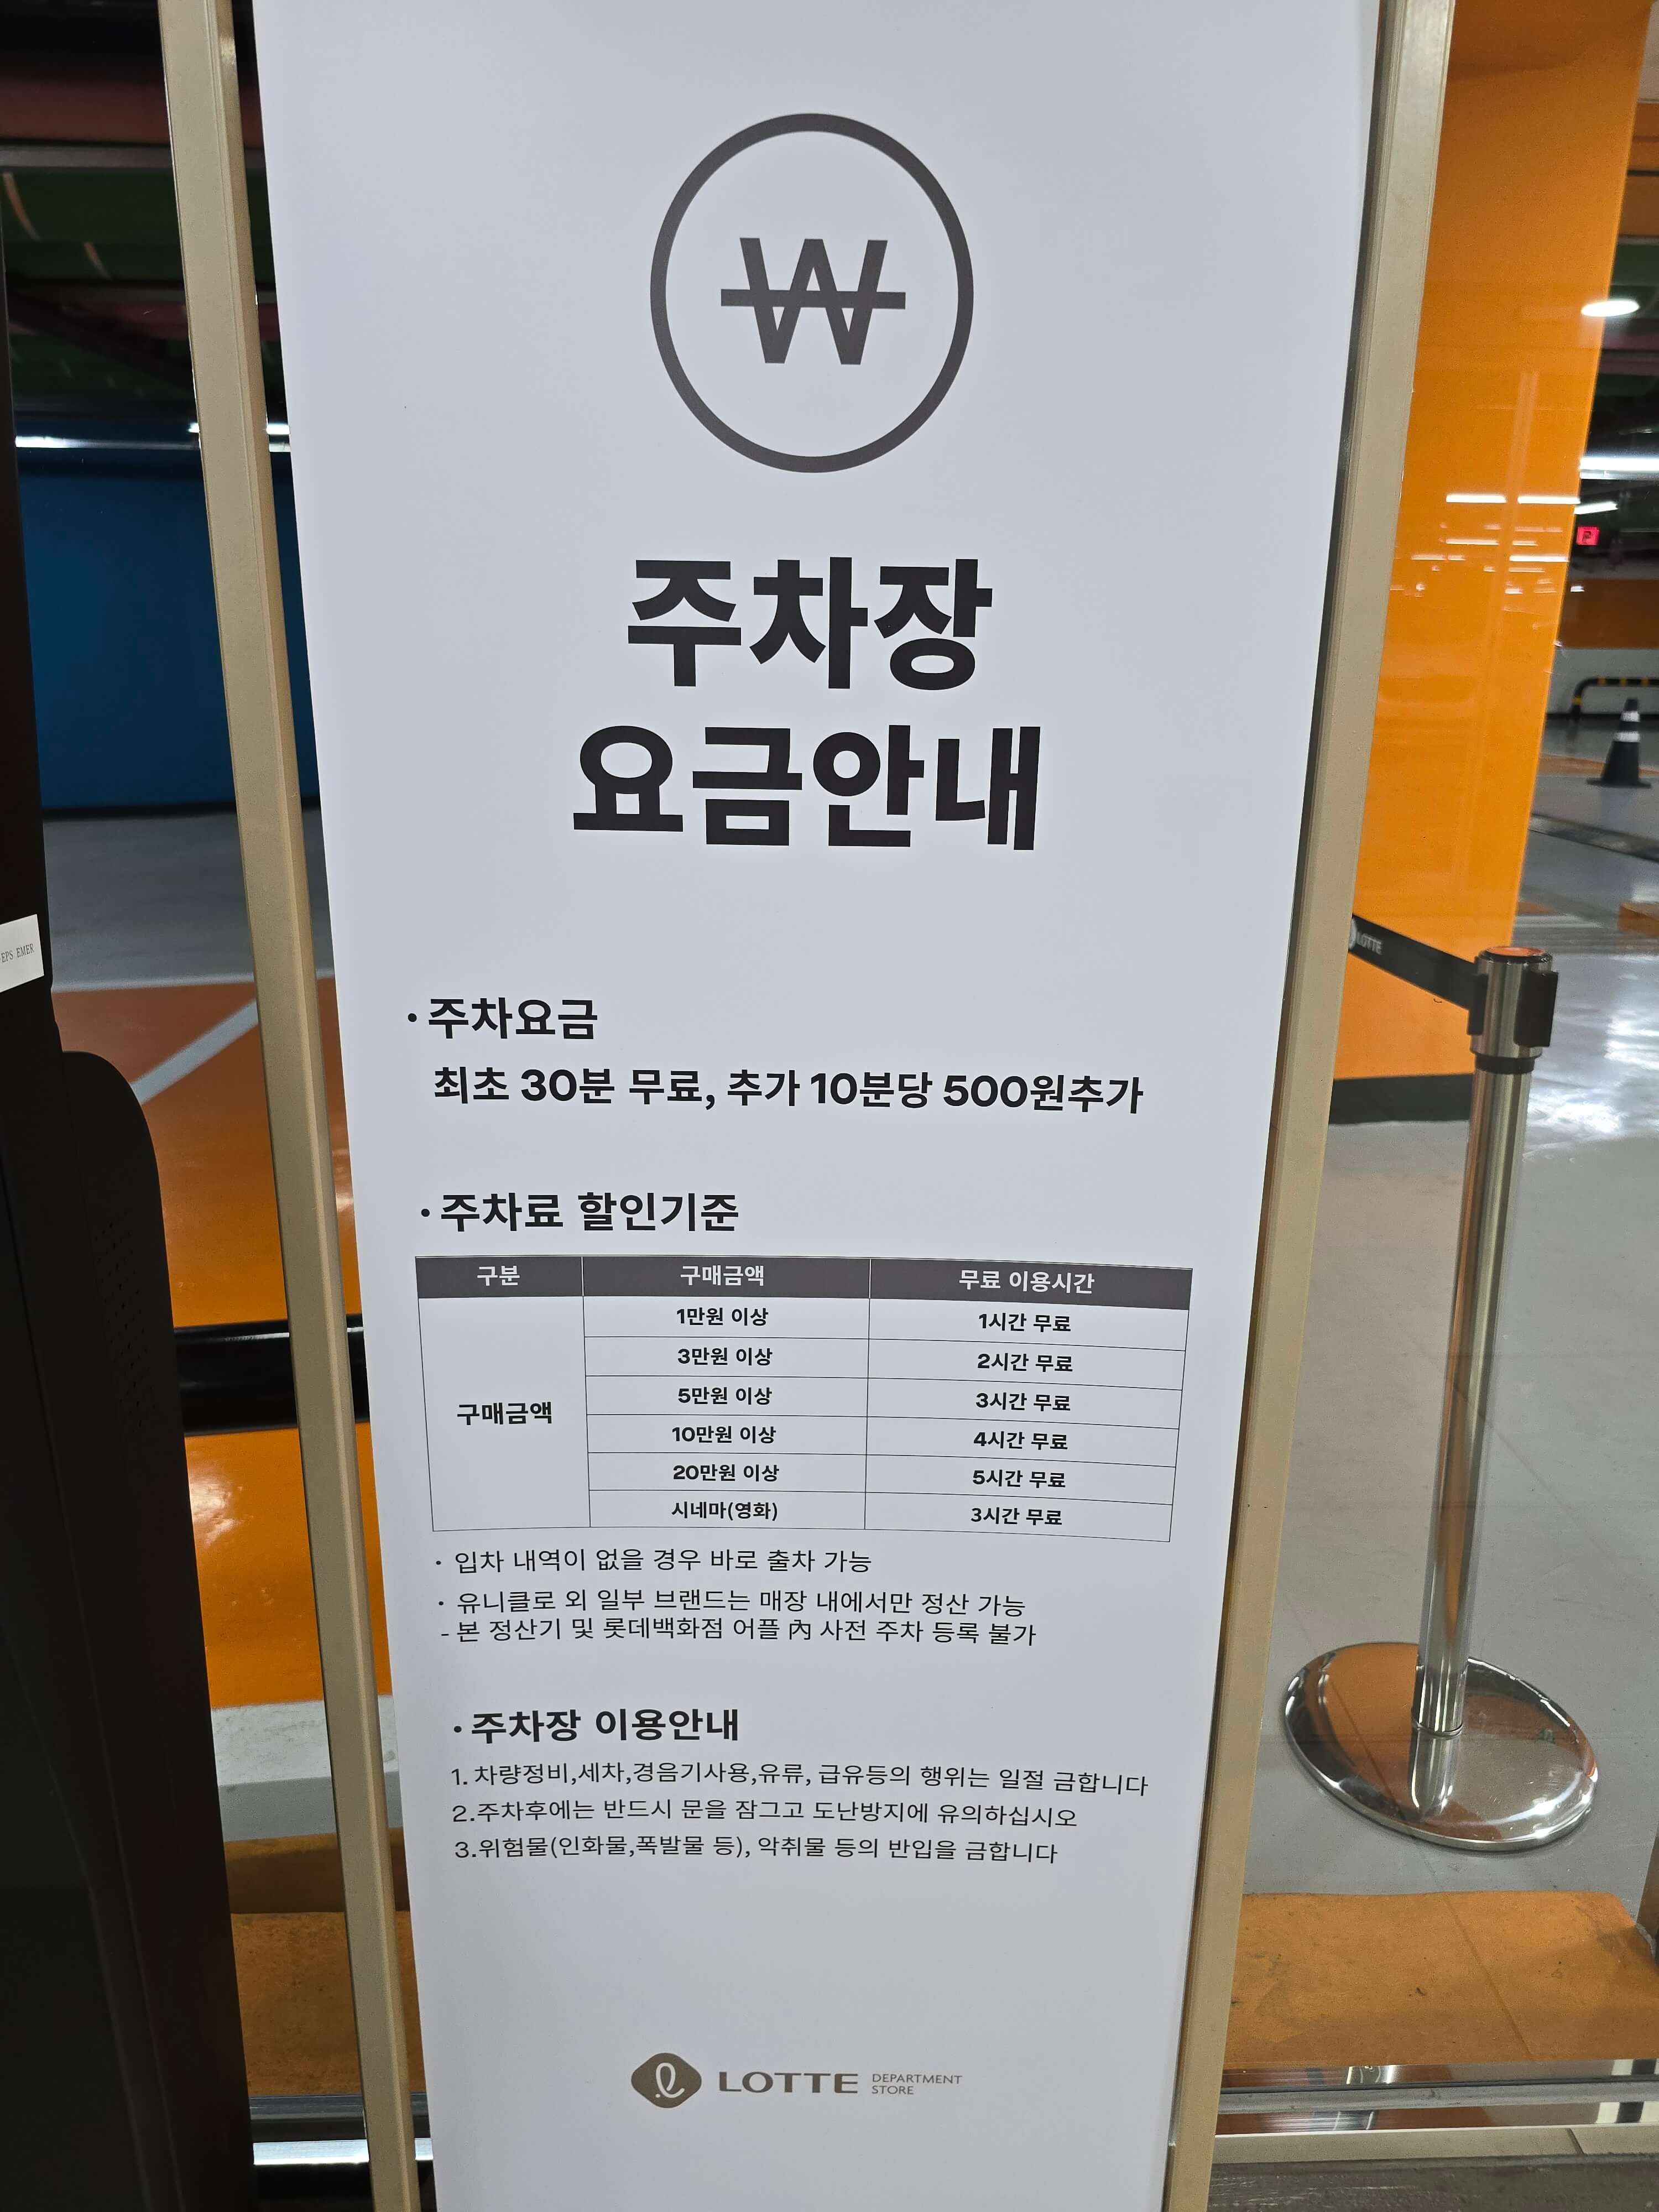 ₩
주차장
요금안내
· 주차요금
최초 30분 무료, 추가 10분당 500원추가
· 주차료 할인기준
구분 구매금액 무료 이용시간
1만원 이상 1시간 무료
3만원 이상 2시간 무료
5만원 이상 3시간 무료
구매금액
10만원 이상 4시간 무료
20만원 이상 5시간 무료
시네마(영화) 3시간 무료
· 입차 내역이 없을 경우 바로 출차 가능
· 유니클로 외 일부 브랜드는 매장 내에서만 정산 가능
- 본 정산기 및 롯데백화점 어플 內 사전 주차 등록 불가
· 주차장 이용안내
1. 차량정비,세차,경음기사용,유류, 급유등의 행위는 일절 금합니다
2.주차후에는 반드시 문을 잠그고 도난방지에 유의하십시오
3.위험물(인화물,폭발물 등), 악취물 등의 반입을 금합니다
LOTTE DEPARTMENT
STORE
EPS EMER
LOTTE
P